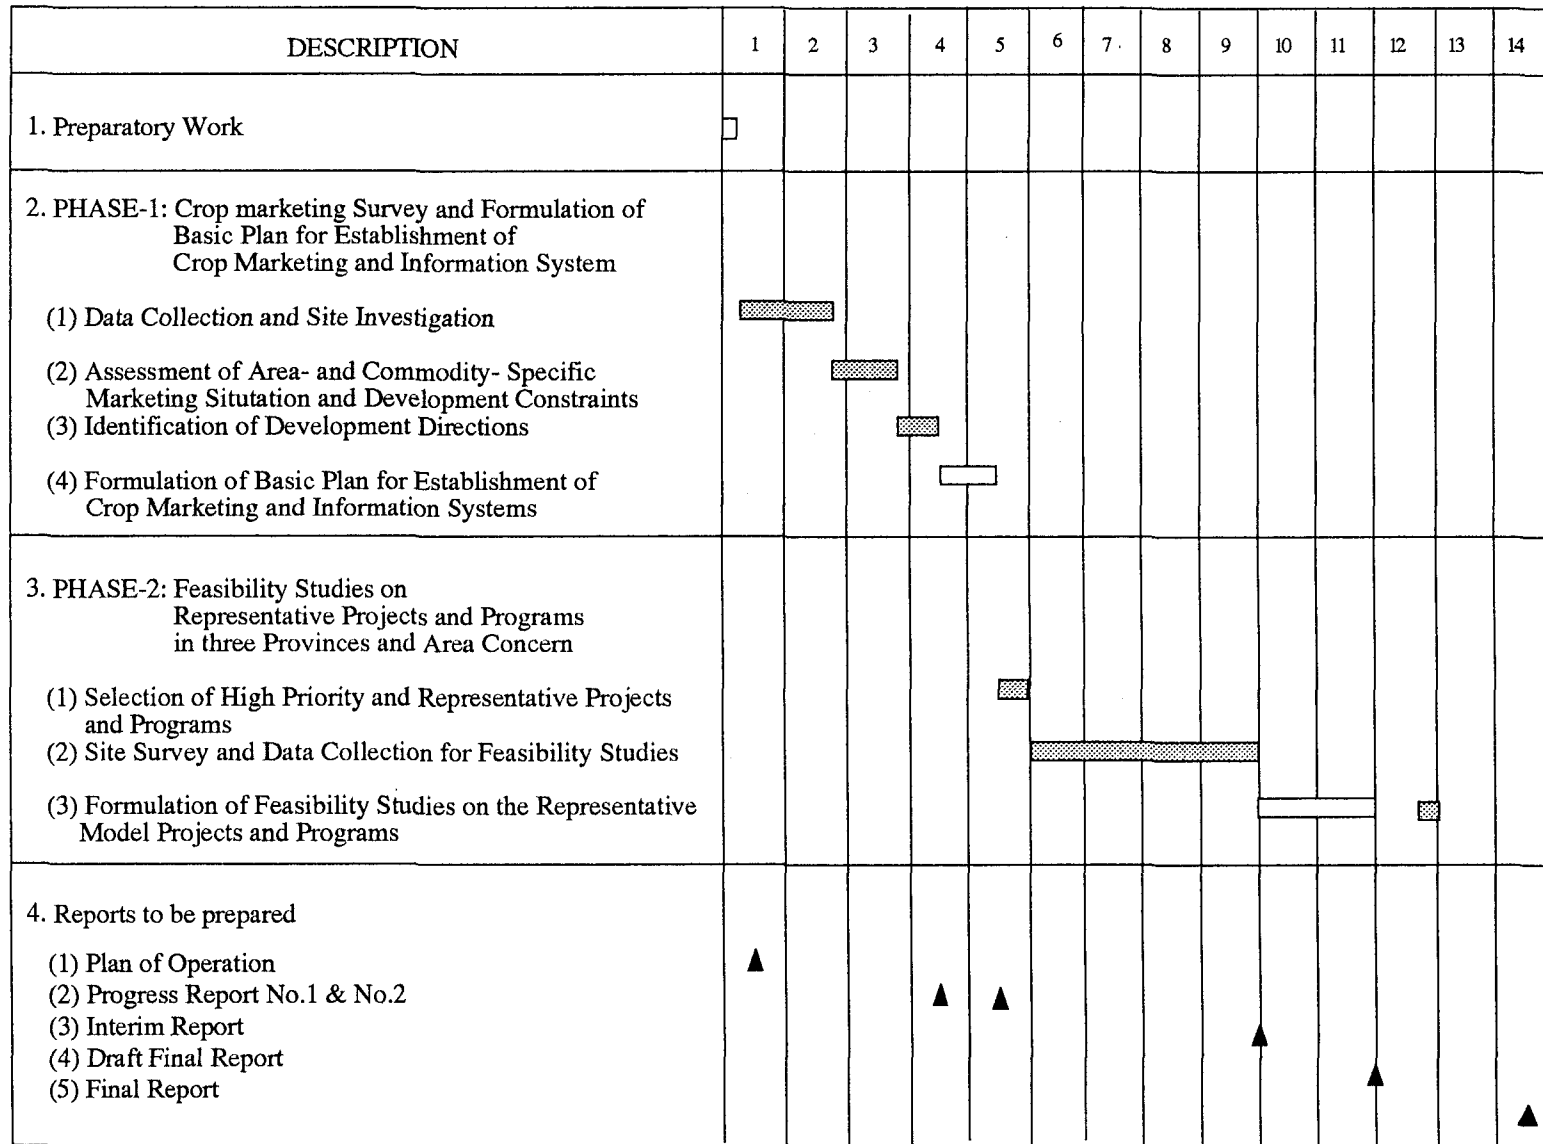 DESCRIPTION 1 2 3 4 5 6 7 8 9 10 11 12 13 14
1. Preparatory Work
2. PHASE-1: Crop marketing Survey and Formulation of
Basic Plan for Establishment of
Crop Marketing and Information System
(1) Data Collection and Site Investigation
(2) Assessment of Area- and Commodity- Specific
Marketing Situtation and Development Constraints
(3) Identification of Development Directions
(4) Formulation of Basic Plan for Establishment of
Crop Marketing and Information Systems
3. PHASE-2: Feasibility Studies on
Representative Projects and Programs
in three Provinces and Area Concern
(1) Selection of High Priority and Representative Projects
and Programs
(2) Site Survey and Data Collection for Feasibility Studies
(3) Formulation of Feasibility Studies on the Representative
Model Projects and Programs
4. Reports to be prepared
(1) Plan of Operation
(2) Progress Report No.1 & No.2
(3) Interim Report
(4) Draft Final Report
(5) Final Report